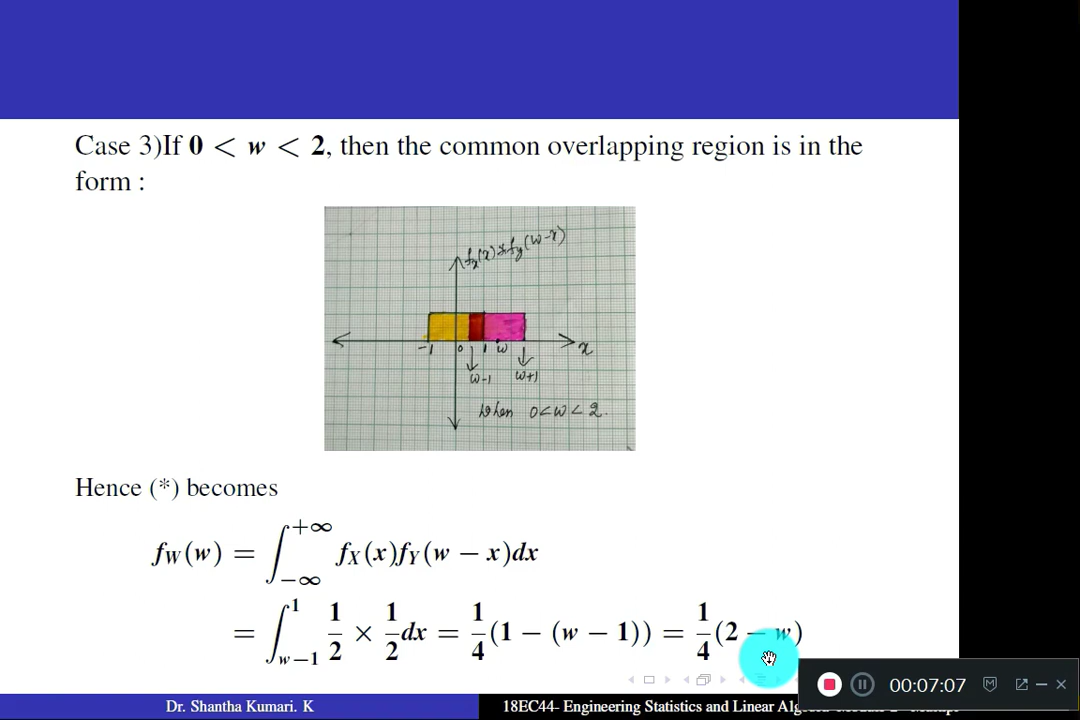 Case 3)If 0 < w < 2, then the common overlapping region is in the
form :
fx(x)*fy(w-x)
-1 0 1 w x
w-1 w+1
When 0<w<2.
Hence (*) becomes
fW(w) = ∫_{−∞}^{+∞} fX(x)fY(w − x)dx
= ∫_{w−1}^{1} 1/2 × 1/2 dx = 1/4 (1 − (w − 1)) = 1/4 (2 − w)
00:07:07
Dr. Shantha Kumari. K 18EC44- Engineering Statistics and Linear